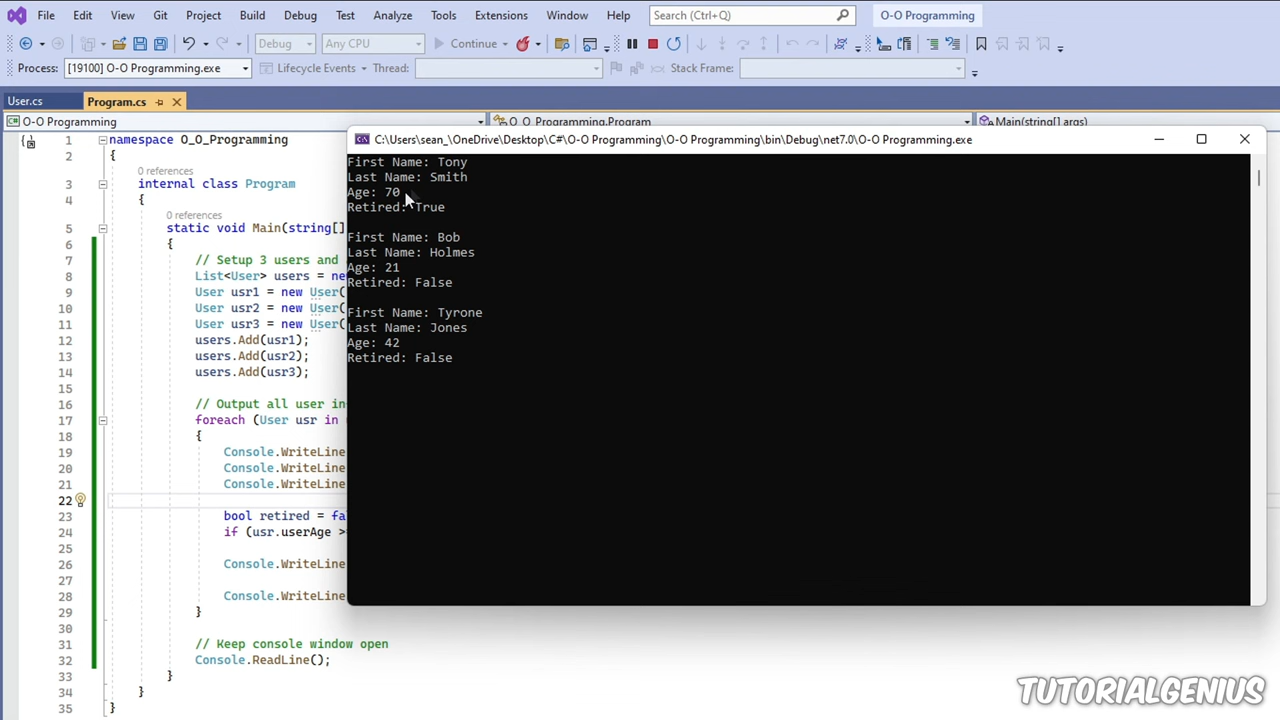 File Edit View Git Project Build Debug Test Analyze Tools Extensions Window Help Search (Ctrl+Q) O-O Programming
Debug Any CPU Continue
Process: [19100] O-O Programming.exe Lifecycle Events Thread: Stack Frame:
User.cs Program.cs
O-O Programming O_O_Programming.Program Main(string[] args)
C:\Users\sean_\OneDrive\Desktop\C#\O-O Programming\O-O Programming\bin\Debug\net7.0\O-O Programming.exe
First Name: Tony
Last Name: Smith
Age: 70
Retired: True
First Name: Bob
Last Name: Holmes
Age: 21
Retired: False
First Name: Tyrone
Last Name: Jones
Age: 42
Retired: False
1 namespace O_O_Programming
2 {
0 references
3 internal class Program
4 {
0 references
5 static void Main(string[]
6 {
7 // Setup 3 users and
8 List<User> users = ne
9 User usr1 = new User(
10 User usr2 = new User(
11 User usr3 = new User(
12 users.Add(usr1);
13 users.Add(usr2);
14 users.Add(usr3);
15
16 // Output all user in
17 foreach (User usr in
18 {
19 Console.WriteLine
20 Console.WriteLine
21 Console.WriteLine
22
23 bool retired = fa
24 if (usr.userAge >
25
26 Console.WriteLine
27
28 Console.WriteLine
29 }
30
31 // Keep console window open
32 Console.ReadLine();
33 }
34 }
35 }
TUTORIALGENIUS